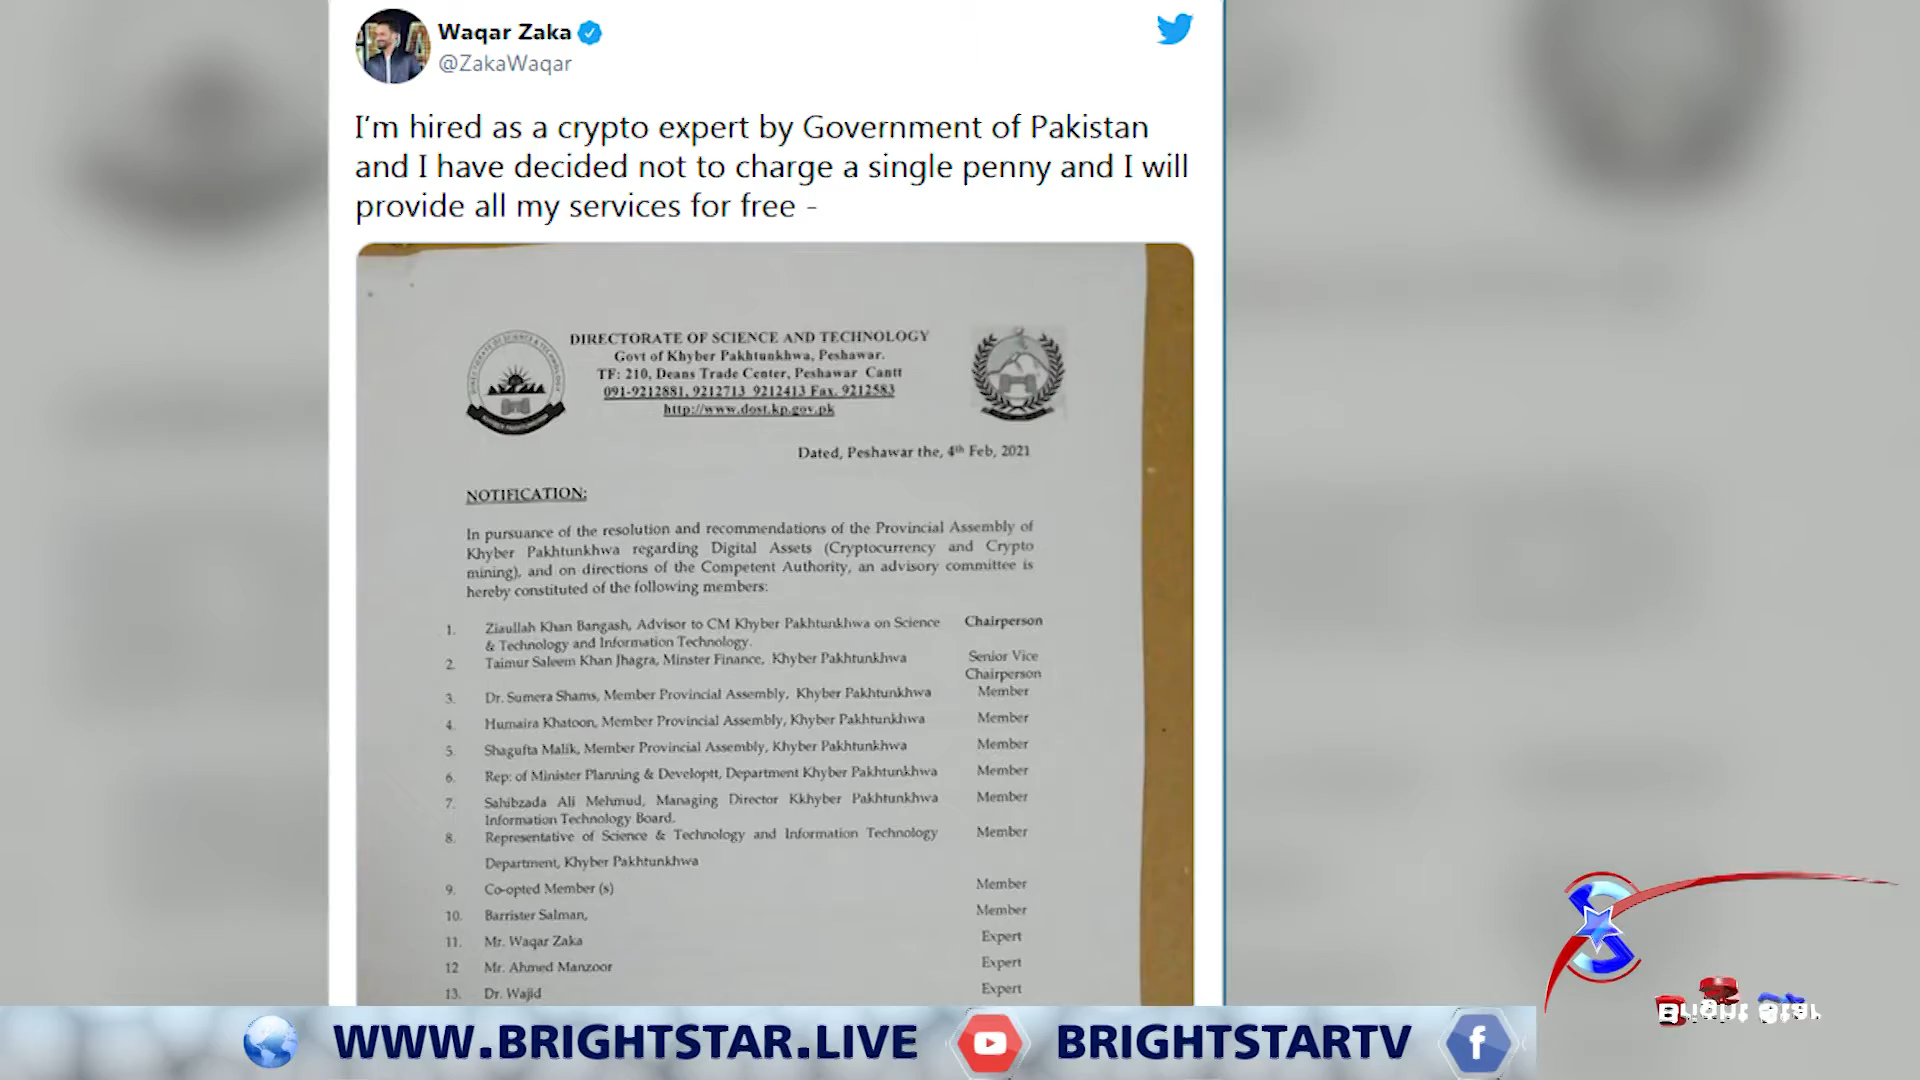 Waqar Zaka
@ZakaWaqar
I'm hired as a crypto expert by Government of Pakistan
and I have decided not to charge a single penny and I will
provide all my services for free -
DIRECTORATE OF SCIENCE AND TECHNOLOGY
Govt of Khyber Pakhtunkhwa, Peshawar.
TF: 210, Deans Trade Center, Peshawar Cantt
091-9212881, 9212713 9212413 Fax. 9212583
http://www.dost.kp.gov.pk
Dated, Peshawar the, 4th Feb, 2021
NOTIFICATION:
In pursuance of the resolution and recommendations of the Provincial Assembly of
Khyber Pakhtunkhwa regarding Digital Assets (Cryptocurrency and Crypto
mining), and on directions of the Competent Authority, an advisory committee is
hereby constituted of the following members:
1. Ziaullah Khan Bangash, Advisor to CM Khyber Pakhtunkhwa on Science Chairperson
& Technology and Information Technology.
2. Taimur Saleem Khan Jhagra, Minster Finance, Khyber Pakhtunkhwa Senior Vice
Chairperson
3. Dr. Sumera Shams, Member Provincial Assembly, Khyber Pakhtunkhwa Member
4. Humaira Khatoon, Member Provincial Assembly, Khyber Pakhtunkhwa Member
5. Shagufta Malik, Member Provincial Assembly, Khyber Pakhtunkhwa Member
6. Rep: of Minister Planning & Developtt, Department Khyber Pakhtunkhwa Member
7. Sahibzada Ali Mehmud, Managing Director Kkhyber Pakhtunkhwa Member
Information Technology Board.
8. Representative of Science & Technology and Information Technology Member
Department, Khyber Pakhtunkhwa
9. Co-opted Member (s) Member
10. Barrister Salman, Member
11. Mr. Waqar Zaka Expert
12 Mr. Ahmed Manzoor Expert
13. Dr. Wajid Expert
Bright Star
WWW.BRIGHTSTAR.LIVE
BRIGHTSTARTV